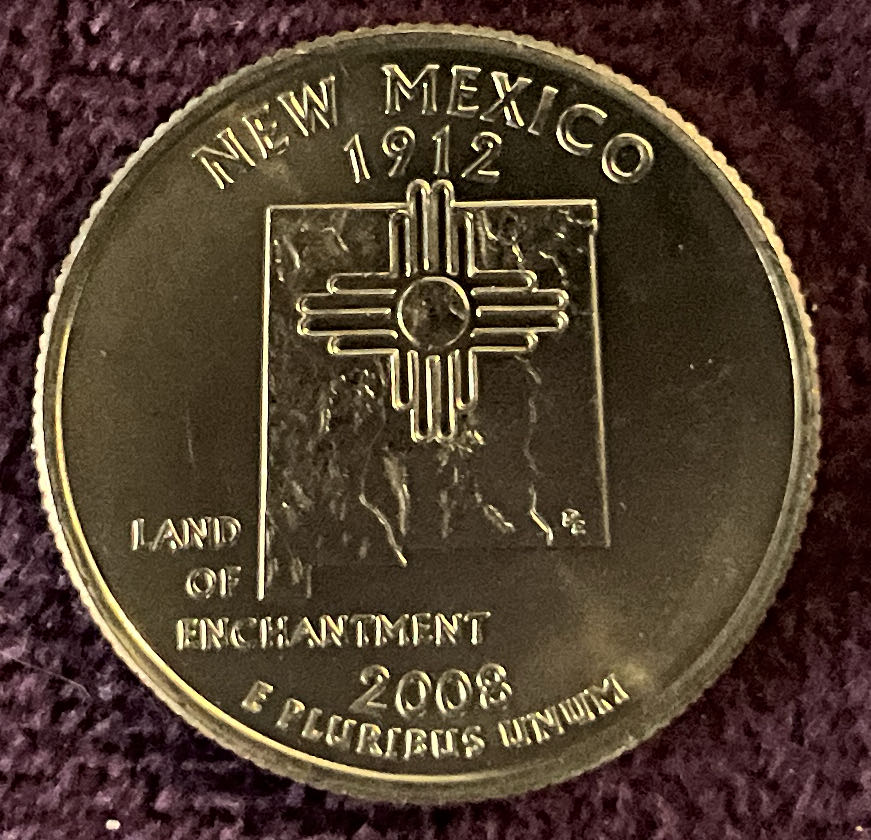 NEW MEXICO
1912
LAND
OF
ENCHANTMENT
2008
E PLURIBUS UNUM